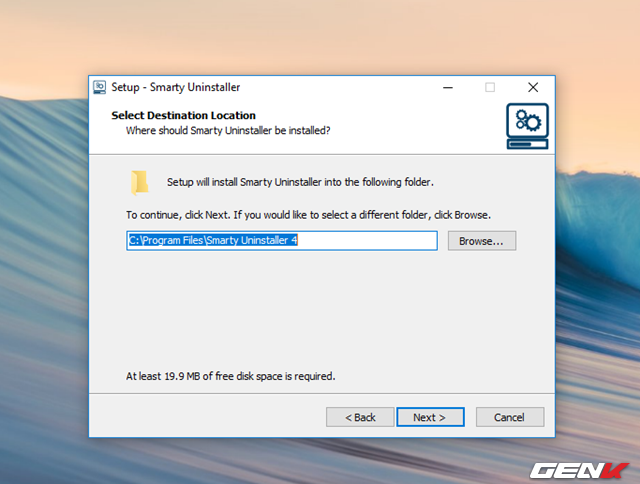 Setup - Smarty Uninstaller
Select Destination Location
Where should Smarty Uninstaller be installed?
Setup will install Smarty Uninstaller into the following folder.
To continue, click Next. If you would like to select a different folder, click Browse.
C:\Program Files\Smarty Uninstaller 4
Browse...
At least 19.9 MB of free disk space is required.
< Back
Next >
Cancel
GENK